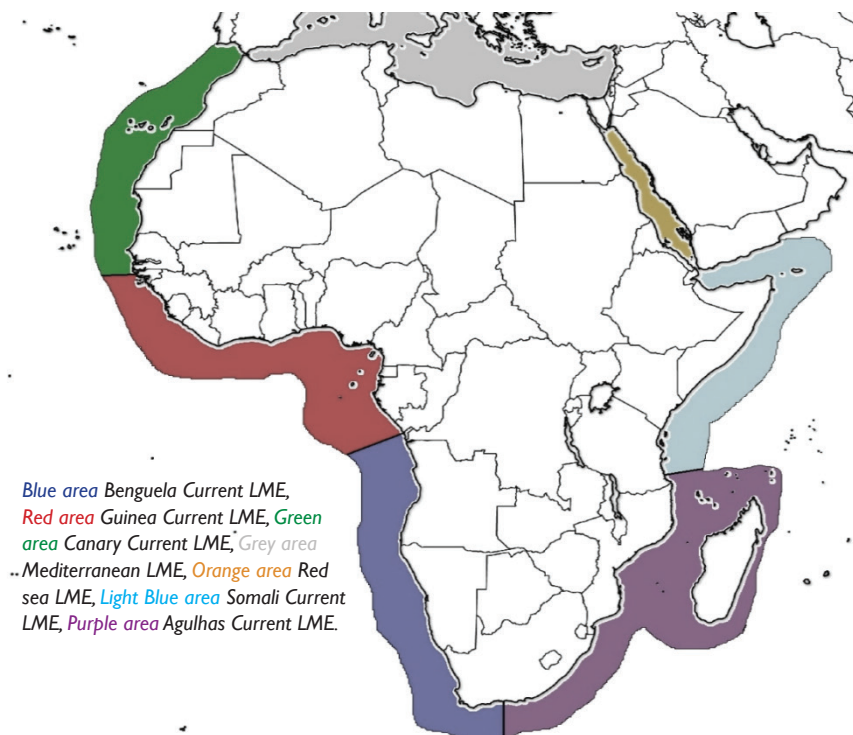 Blue area Benguela Current LME,
Red area Guinea Current LME, Green
area Canary Current LME, Grey area
Mediterranean LME, Orange area Red
sea LME, Light Blue area Somali Current
LME, Purple area Agulhas Current LME.